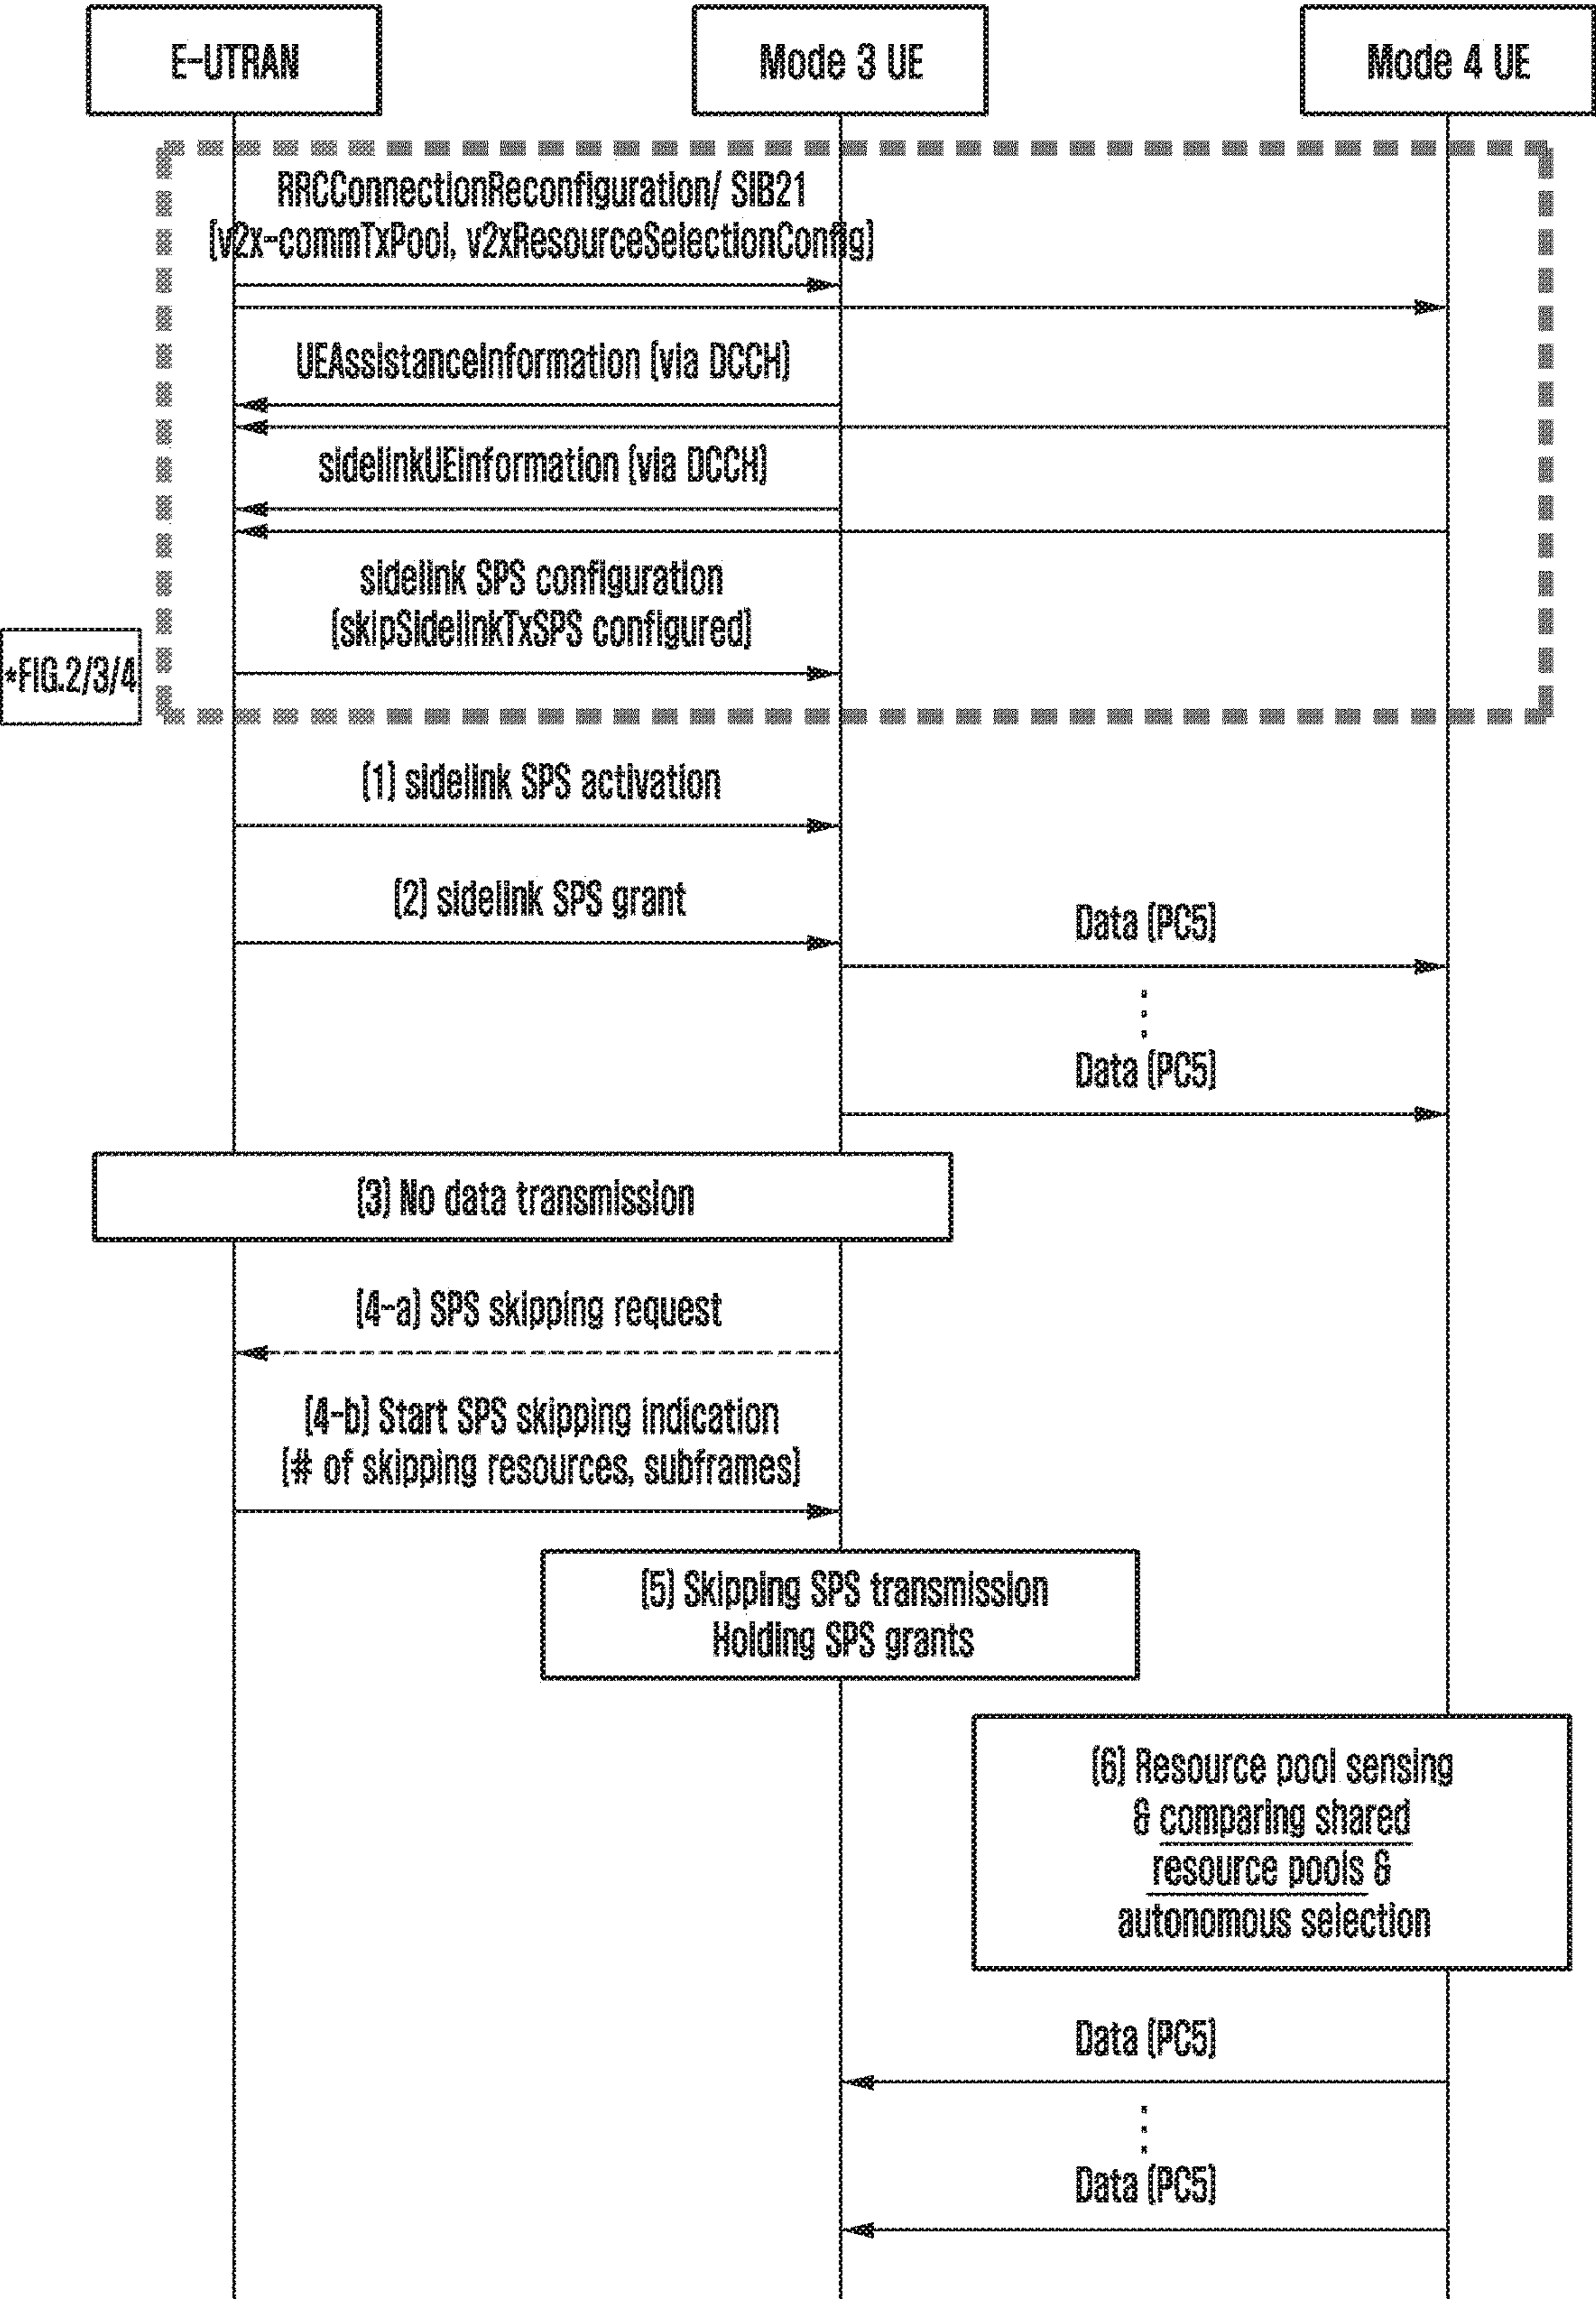 E-UTRAN
Mode 3 UE
Mode 4 UE
RRCConnectionReconfiguration/ SIB21
(v2x-commTxPool, v2xResourceSelectionConfig)
UEAssistanceInformation (via DCCH)
sidelinkUEinformation (via DCCH)
sidelink SPS configuration
(skipSidelinkTxSPS configured)
*FIG.2/3/4
(1) sidelink SPS activation
(2) sidelink SPS grant
Data (PC5)
Data (PC5)
(3) No data transmission
(4-a) SPS skipping request
(4-b) Start SPS skipping indication
(# of skipping resources, subframes)
(5) Skipping SPS transmission
Holding SPS grants
(6) Resource pool sensing
& comparing shared
resource pools &
autonomous selection
Data (PC5)
Data (PC5)